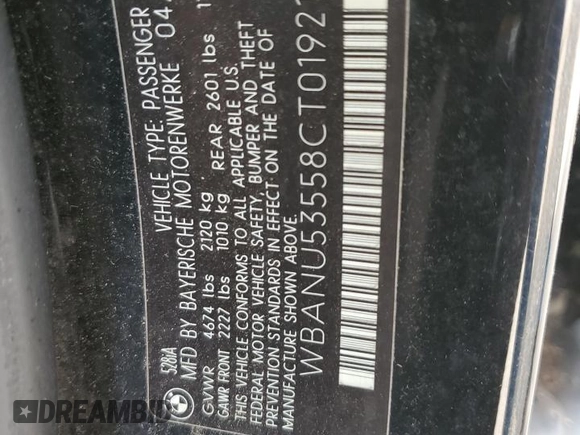 528iA
VEHICLE TYPE: PASSENGER
MFD BY BAYERISCHE MOTORENWERKE 04
GVWR 4674 lbs 2120 kg
GAWR FRONT 2227 lbs 1010 kg REAR 2601 lbs
THIS VEHICLE CONFORMS TO ALL APPLICABLE U.S.
FEDERAL MOTOR VEHICLE SAFETY, BUMPER AND THEFT
PREVENTION STANDARDS IN EFFECT ON THE DATE OF
MANUFACTURE SHOWN ABOVE.
WBANU53558CT0192
DREAMBID